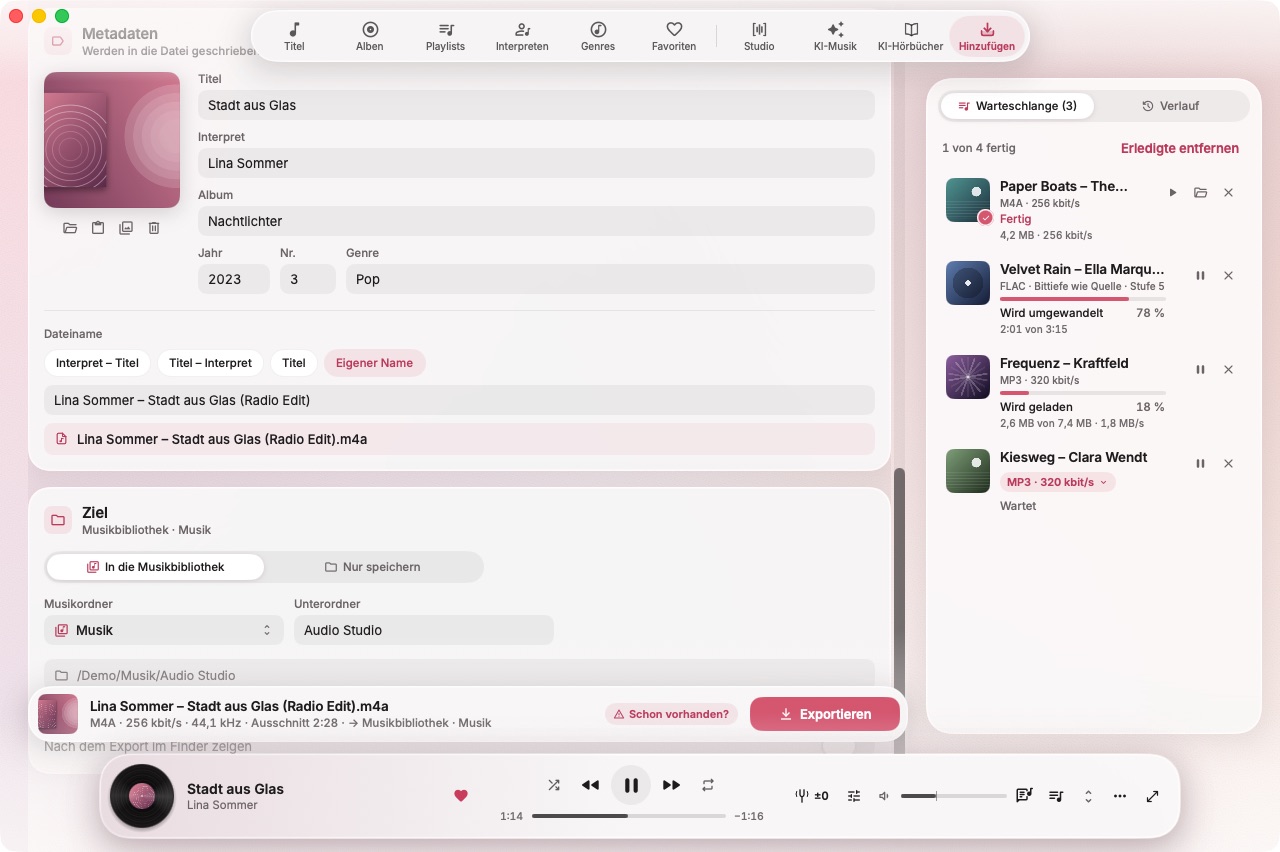 Titel
Alben
Playlists
Interpreten
Genres
Favoriten
Studio
KI-Musik
KI-Hörbücher
Hinzufügen
Metadaten
Werden in die Datei geschrieben
Titel
Stadt aus Glas
Interpret
Lina Sommer
Album
Nachtlichter
Jahr
Nr.
Genre
2023
3
Pop
Dateiname
Interpret – Titel
Titel – Interpret
Titel
Eigener Name
Lina Sommer – Stadt aus Glas (Radio Edit)
Lina Sommer – Stadt aus Glas (Radio Edit).m4a
Ziel
Musikbibliothek · Musik
In die Musikbibliothek
Nur speichern
Musikordner
Unterordner
Musik
Audio Studio
/Demo/Musik/Audio Studio
Lina Sommer – Stadt aus Glas (Radio Edit).m4a
M4A · 256 kbit/s · 44,1 kHz · Ausschnitt 2:28 · → Musikbibliothek · Musik
Schon vorhanden?
Exportieren
Nach dem Export im Finder zeigen
Warteschlange (3)
Verlauf
1 von 4 fertig
Erledigte entfernen
Paper Boats – The…
M4A · 256 kbit/s
Fertig
4,2 MB · 256 kbit/s
Velvet Rain – Ella Marqu…
FLAC · Bittiefe wie Quelle · Stufe 5
Wird umgewandelt
78 %
2:01 von 3:15
Frequenz – Kraftfeld
MP3 · 320 kbit/s
Wird geladen
18 %
2,6 MB von 7,4 MB · 1,8 MB/s
Kiesweg – Clara Wendt
MP3 · 320 kbit/s
Wartet
Stadt aus Glas
Lina Sommer
1:14
−1:16
±0